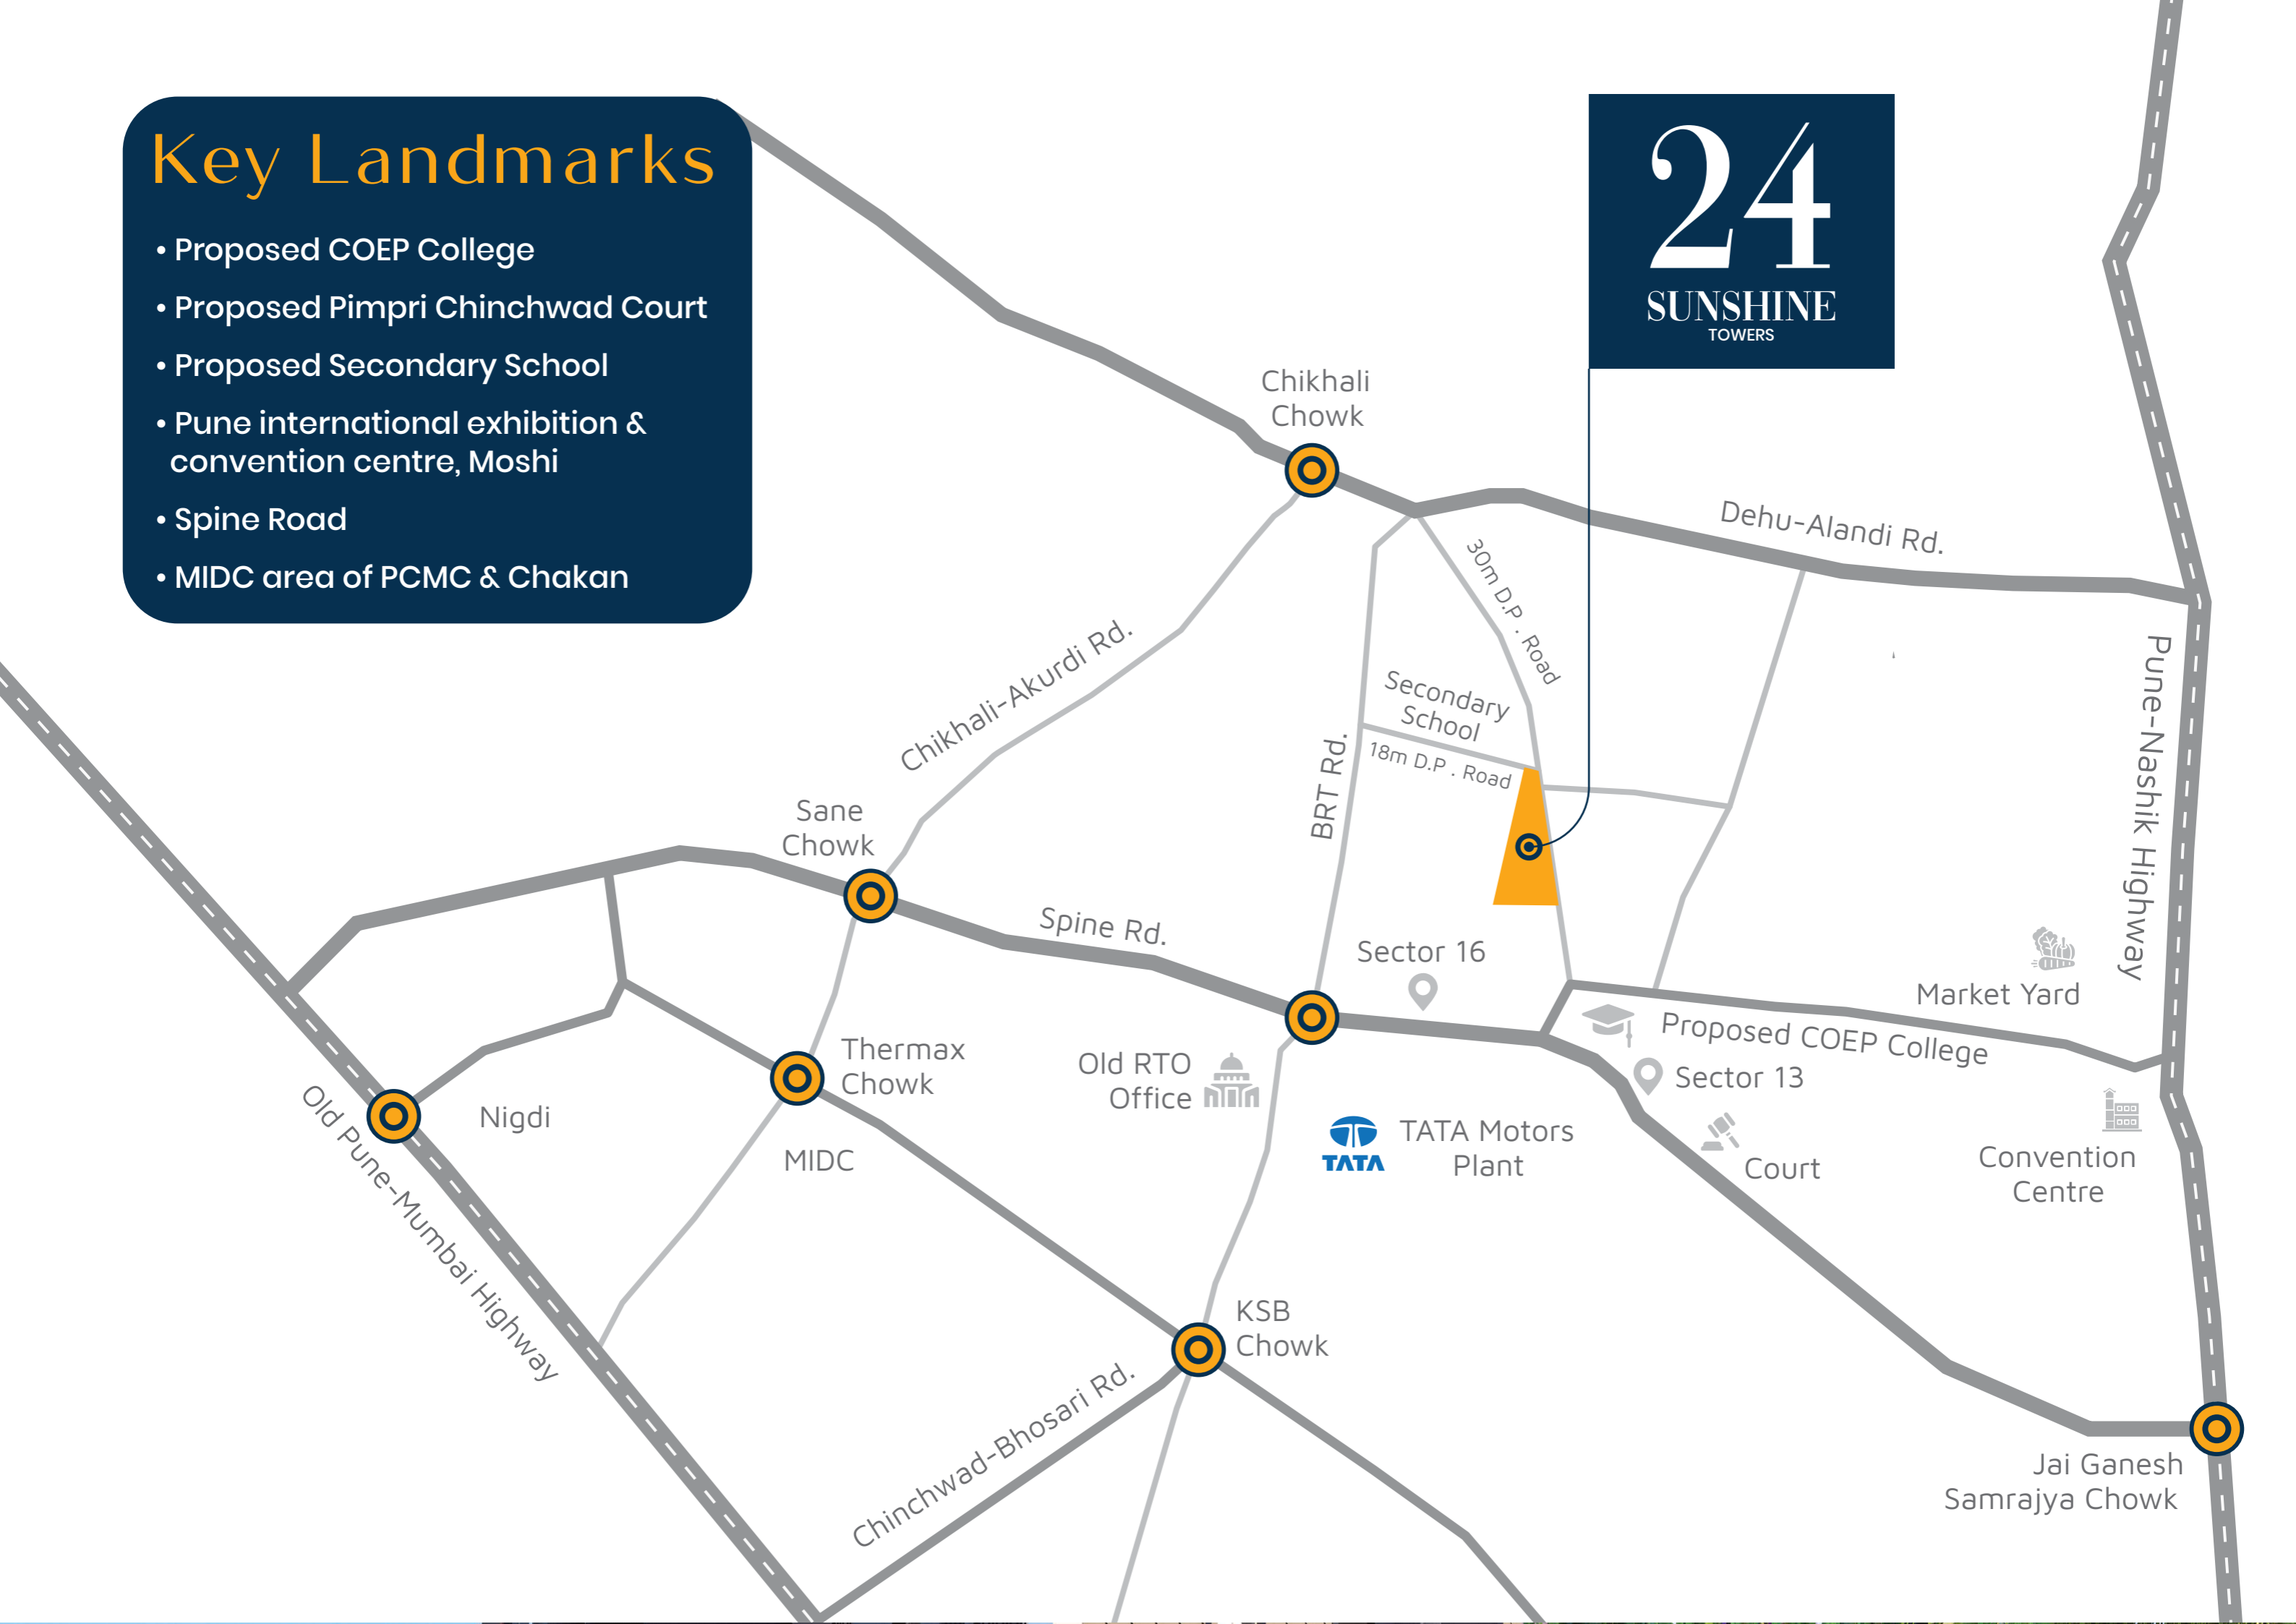 Key Landmarks
• Proposed COEP College
• Proposed Pimpri Chinchwad Court
• Proposed Secondary School
• Pune international exhibition &
convention centre, Moshi
• Spine Road
• MIDC area of PCMC & Chakan
24
SUNSHINE
TOWERS
Chikhali
Chowk
Dehu-Alandi Rd.
30m D.P . Road
Chikhali-Akurdi Rd.
Secondary
School
18m D.P . Road
BRT Rd.
Pune-Nashik Highway
Sane
Chowk
Spine Rd.
Sector 16
Market Yard
Proposed COEP College
Thermax
Chowk
Old RTO
Office
Sector 13
Nigdi
MIDC
TATA
TATA Motors
Plant
Court
Convention
Centre
Old Pune-Mumbai Highway
KSB
Chowk
Chinchwad-Bhosari Rd.
Jai Ganesh
Samrajya Chowk